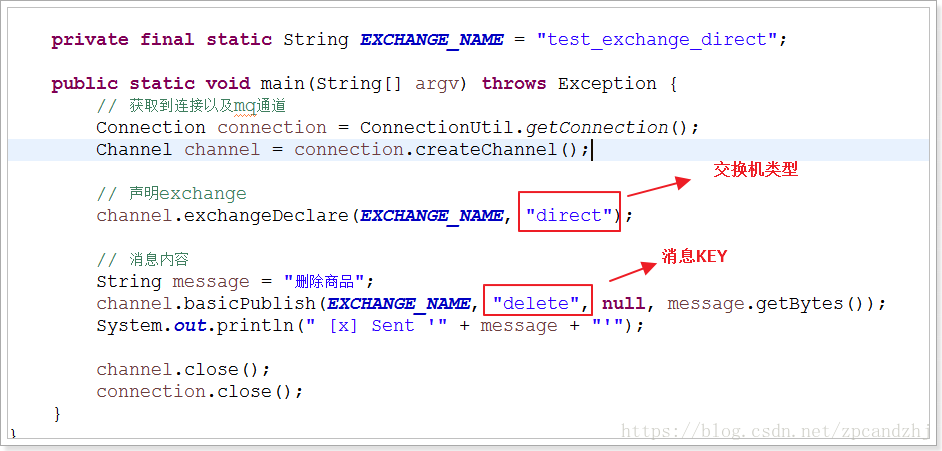 private final static String EXCHANGE_NAME = "test_exchange_direct";
public static void main(String[] argv) throws Exception {
// 获取到连接以及mq通道
Connection connection = ConnectionUtil.getConnection();
Channel channel = connection.createChannel();
交换机类型
// 声明exchange
channel.exchangeDeclare(EXCHANGE_NAME, "direct");
// 消息内容
消息KEY
String message = "删除商品";
channel.basicPublish(EXCHANGE_NAME, "delete", null, message.getBytes());
System.out.println(" [x] Sent '" + message + "'");
channel.close();
connection.close();
}
}
https://blog.csdn.net/zpcandzhj